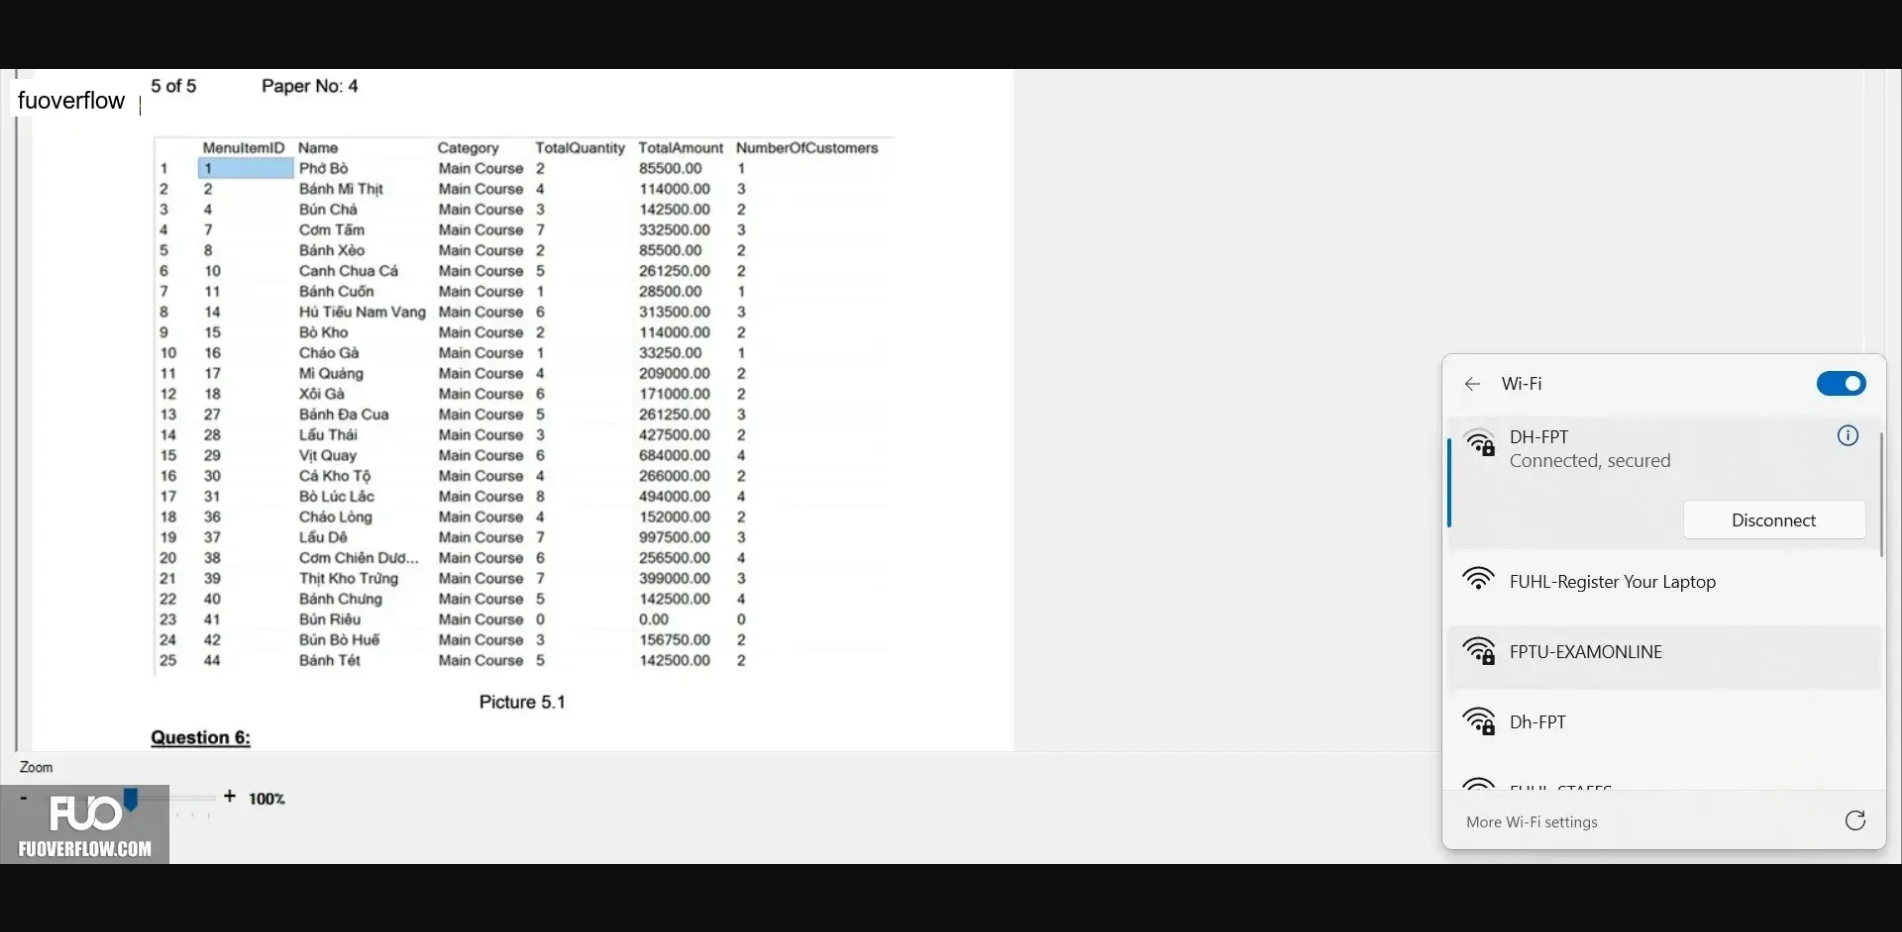 5 of 5 Paper No: 4
fuoverflow
MenuItemID Name Category TotalQuantity TotalAmount NumberOfCustomers
1 1 Phở Bò Main Course 2 85500.00 1
2 2 Bánh Mì Thịt Main Course 4 114000.00 3
3 4 Bún Chả Main Course 3 142500.00 2
4 7 Cơm Tấm Main Course 7 332500.00 3
5 8 Bánh Xèo Main Course 2 85500.00 2
6 10 Canh Chua Cá Main Course 5 261250.00 2
7 11 Bánh Cuốn Main Course 1 28500.00 1
8 14 Hủ Tiếu Nam Vang Main Course 6 313500.00 3
9 15 Bò Kho Main Course 2 114000.00 2
10 16 Cháo Gà Main Course 1 33250.00 1
11 17 Mì Quảng Main Course 4 209000.00 2
12 18 Xôi Gà Main Course 6 171000.00 2
13 27 Bánh Đa Cua Main Course 5 261250.00 3
14 28 Lẩu Thái Main Course 3 427500.00 2
15 29 Vịt Quay Main Course 6 684000.00 4
16 30 Cá Kho Tộ Main Course 4 266000.00 2
17 31 Bò Lúc Lắc Main Course 8 494000.00 4
18 36 Cháo Lòng Main Course 4 152000.00 2
19 37 Lẩu Dê Main Course 7 997500.00 3
20 38 Cơm Chiên Dươ... Main Course 6 256500.00 4
21 39 Thịt Kho Trứng Main Course 7 399000.00 3
22 40 Bánh Chưng Main Course 5 142500.00 4
23 41 Bún Riêu Main Course 0 0.00 0
24 42 Bún Bò Huế Main Course 3 156750.00 2
25 44 Bánh Tét Main Course 5 142500.00 2
Picture 5.1
Question 6:
Zoom
- + 100%
FUO
FUOVERFLOW.COM
Wi-Fi
DH-FPT
Connected, secured
Disconnect
FUHL-Register Your Laptop
FPTU-EXAMONLINE
Dh-FPT
More Wi-Fi settings